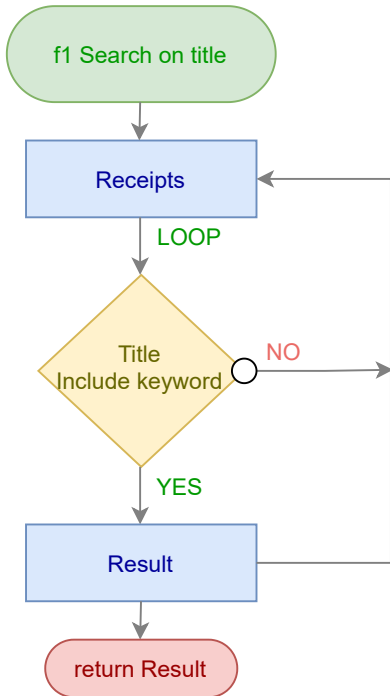 f1 Search on title
Receipts
LOOP
Title
Include keyword
NO
YES
Result
return Result